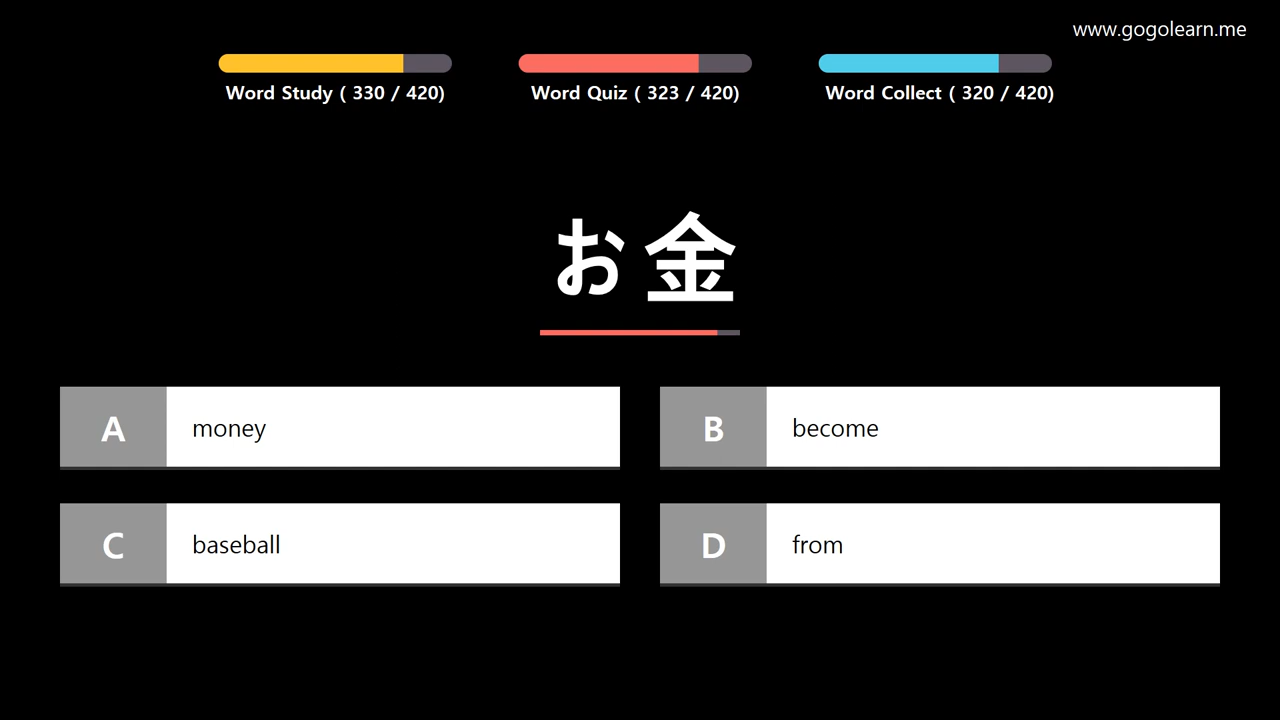 www.gogolearn.me
Word Study ( 330 / 420)
Word Quiz ( 323 / 420)
Word Collect ( 320 / 420)
お金
A money
B become
C baseball
D from